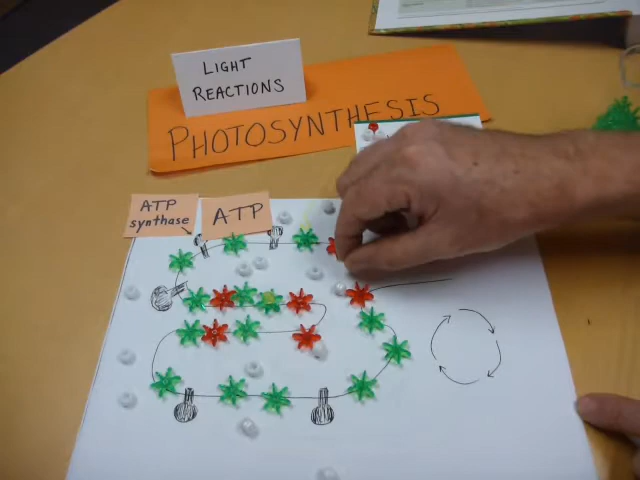 LIGHT
REACTIONS
PHOTOSYNTHESIS
ATP
synthase
ATP